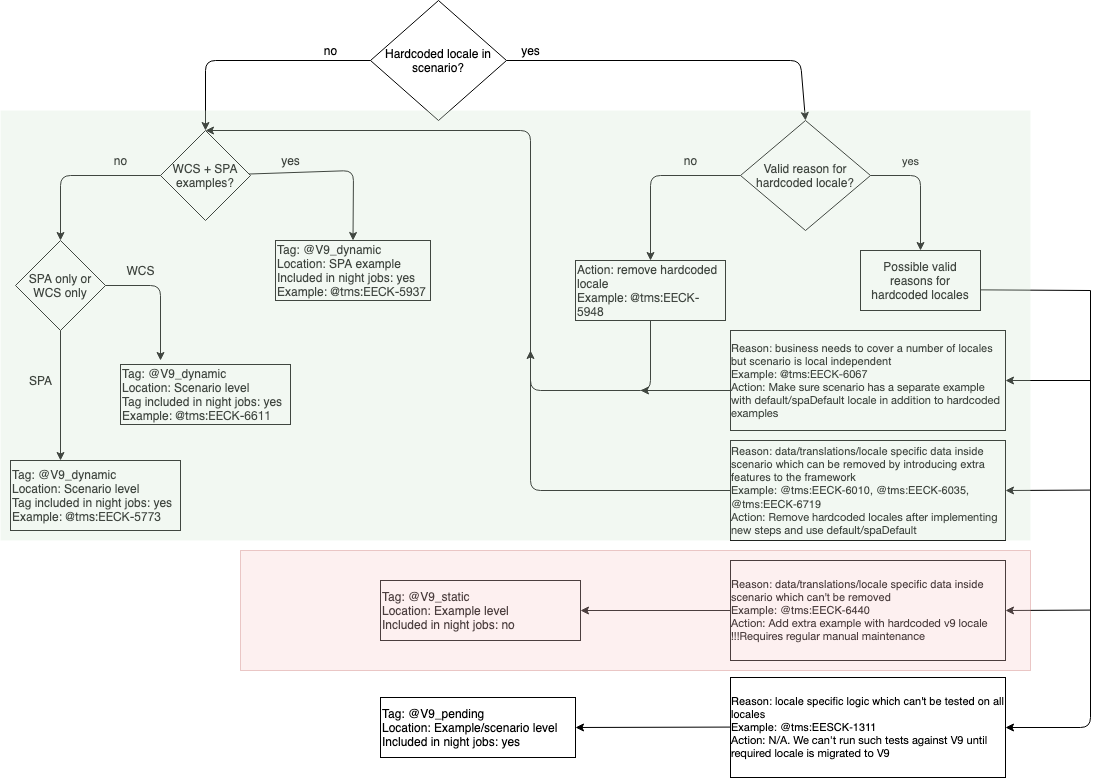 no
Hardcoded locale in
scenario?
yes
no
WCS + SPA
examples?
yes
no
Valid reason for
hardcoded locale?
yes
Tag: @V9_dynamic
Location: SPA example
Included in night jobs: yes
Example: @tms:EECK-5937
Action: remove hardcoded
locale
Example: @tms:EECK-
5948
Possible valid
reasons for
hardcoded locales
SPA only or
WCS only
WCS
SPA
Tag: @V9_dynamic
Location: Scenario level
Tag included in night jobs: yes
Example: @tms:EECK-6611
Tag: @V9_dynamic
Location: Scenario level
Tag included in night jobs: yes
Example: @tms:EECK-5773
Reason: business needs to cover a number of locales
but scenario is local independent
Example: @tms:EECK-6067
Action: Make sure scenario has a separate example
with default/spaDefault locale in addition to hardcoded
examples
Reason: data/translations/locale specific data inside
scenario which can be removed by introducing extra
features to the framework
Example: @tms:EECK-6010, @tms:EECK-6035,
@tms:EECK-6719
Action: Remove hardcoded locales after implementing
new steps and use default/spaDefault
Tag: @V9_static
Location: Example level
Included in night jobs: no
Reason: data/translations/locale specific data inside
scenario which can't be removed
Example: @tms:EECK-6440
Action: Add extra example with hardcoded v9 locale
!!!Requires regular manual maintenance
Tag: @V9_pending
Location: Example/scenario level
Included in night jobs: yes
Reason: locale specific logic which can't be tested on all
locales
Example: @tms:EESCK-1311
Action: N/A. We can't run such tests against V9 until
required locale is migrated to V9